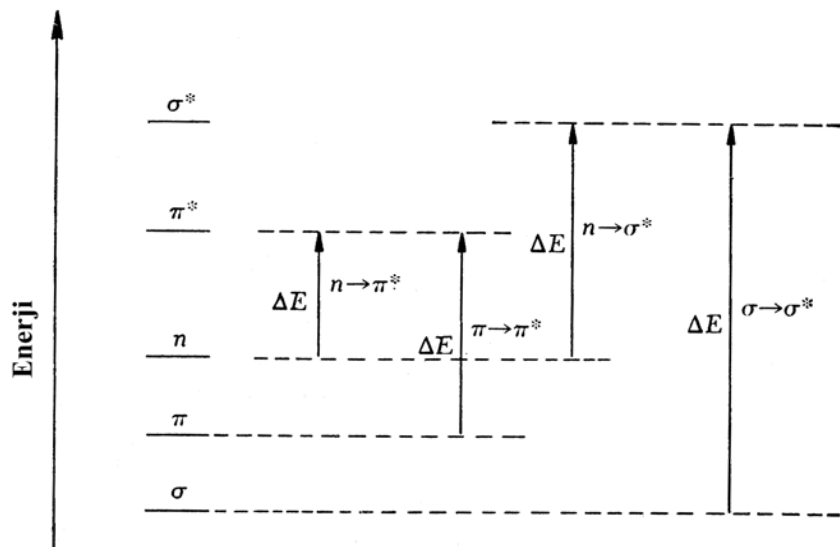 Enerji
σ*
π*
n
π
σ
ΔE n→π*
ΔE π→π*
ΔE n→σ*
ΔE σ→σ*